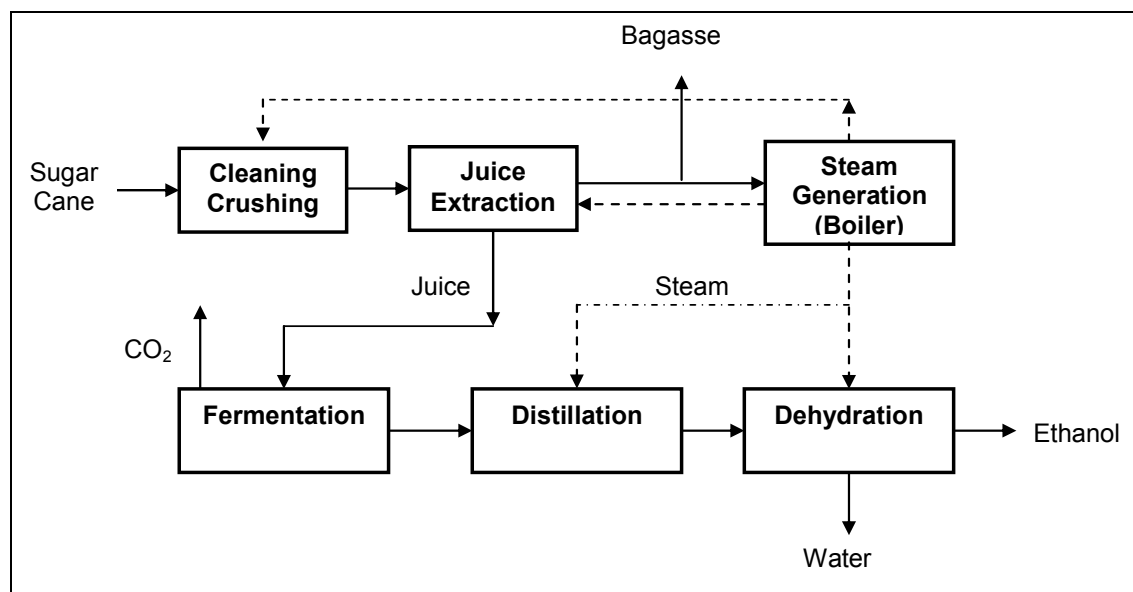 Bagasse
Sugar
Cane
Cleaning
Crushing
Juice
Extraction
Steam
Generation
(Boiler)
Juice
Steam
CO₂
Fermentation
Distillation
Dehydration
Ethanol
Water